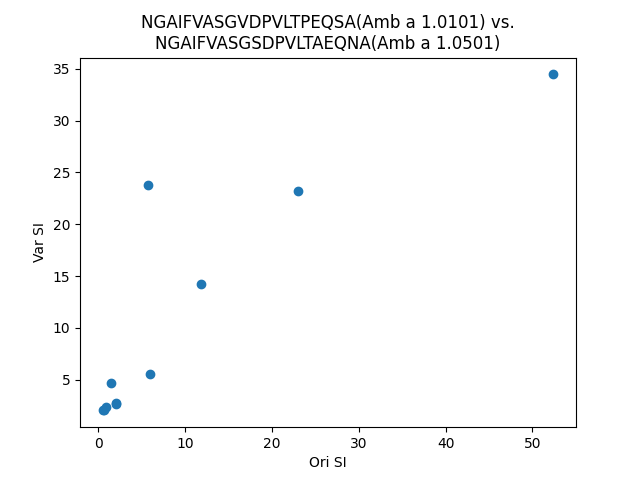 NGAIFVASGVDPVLTPEQSA(Amb a 1.0101) vs.
NGAIFVASGSDPVLTAEQNA(Amb a 1.0501)
35
30
25
20
15
10
5
Var SI
0 10 20 30 40 50
Ori SI